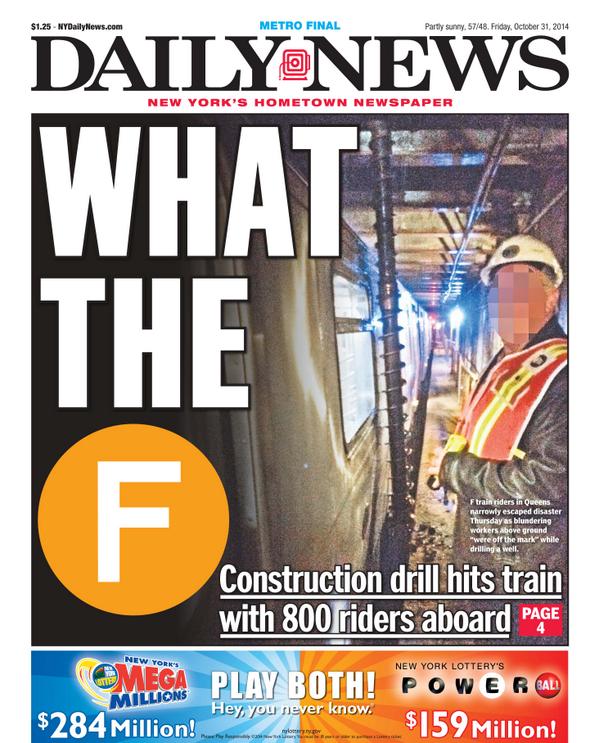 $1.25 - NYDailyNews.com
METRO FINAL
Partly sunny, 57/48. Friday, October 31, 2014
DAILY NEWS
NEW YORK'S HOMETOWN NEWSPAPER
WHAT
THE
F
F train riders in Queens
narrowly escaped disaster
Thursday as blundering
workers above ground
"were off the mark" while
drilling a well.
Construction drill hits train
with 800 riders aboard
PAGE
4
NEW YORK'S
MEGA
MILLIONS
$284 Million!
PLAY BOTH!
Hey, you never know.
nylottery.ny.gov
NEW YORK LOTTERY'S
POWERBALL
$159 Million!